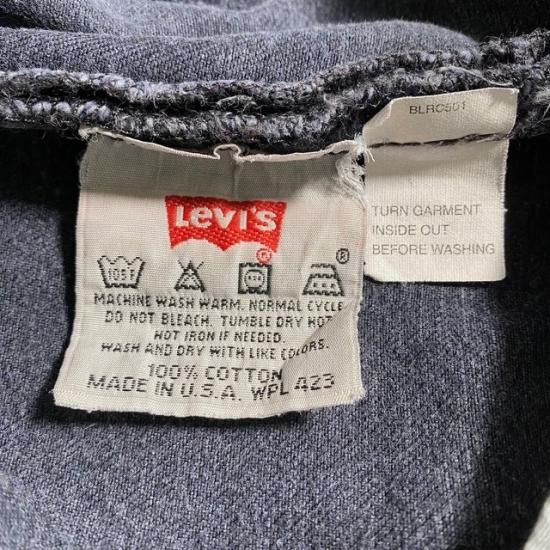 BLRC501
TURN GARMENT
INSIDE OUT
BEFORE WASHING
Levi's
®
®
105F
MACHINE WASH WARM. NORMAL CYCLE
DO NOT BLEACH. TUMBLE DRY HOT
HOT IRON IF NEEDED.
WASH AND DRY WITH LIKE COLORS.
100% COTTON
MADE IN U.S.A. WPL 423